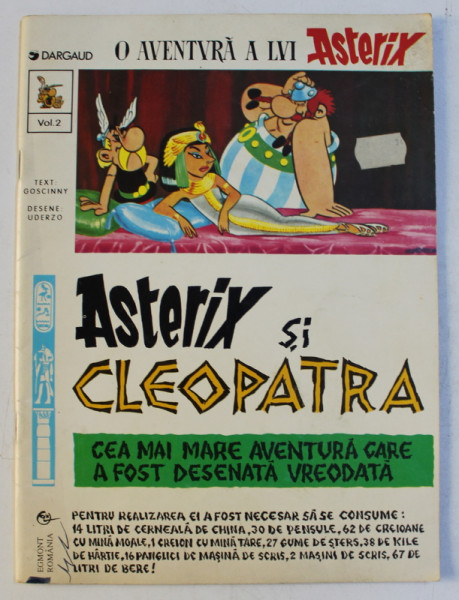 DARGAUD
O AVENTURĂ A LUI Asterix
Vol. 2
TEXT:
GOSCINNY
DESENE:
UDERZO
Asterix și
CLEOPATRA
CEA MAI MARE AVENTURĂ CARE
A FOST DESENATĂ VREODATĂ
PENTRU REALIZAREA EI A FOST NECESAR SĂ SE CONSUME:
14 LITRI DE CERNEALĂ DE CHINA, 30 DE PENSULE, 62 DE CREIOANE
CU MINĂ MOALE, 1 CREION CU MINĂ TARE, 27 GUME DE ȘTERS, 38 DE KILE
DE HÂRTIE, 16 PANGLICI DE MAȘINĂ DE SCRIS, 2 MAȘINI DE SCRIS, 67 DE
LITRI DE BERE!
EGMONT
ROMÂNIA